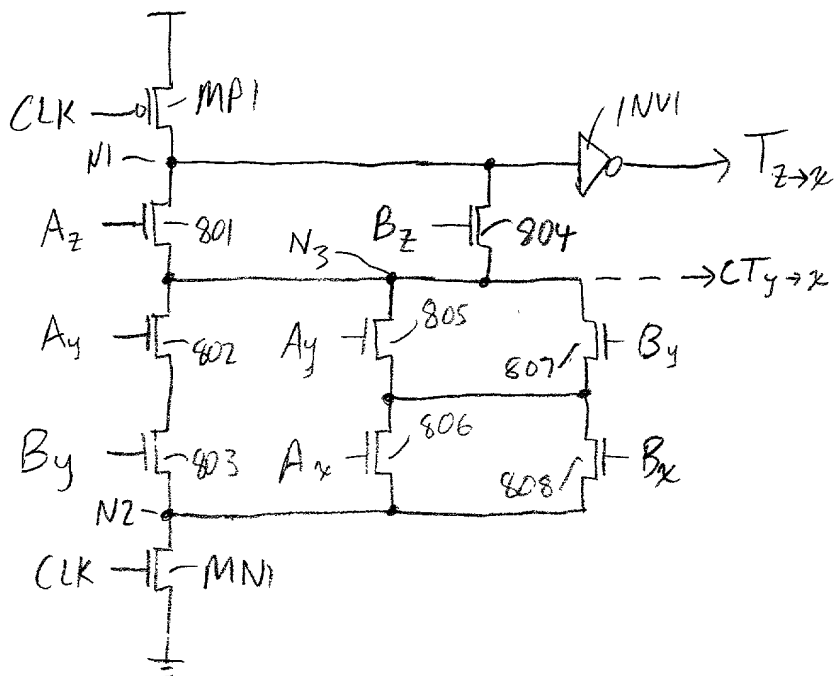 CLK MP1
N1 INV1 T z→x
Az 801 Bz 804
N3 CTy→x
Ay 802 Ay 805 807 By
By 803 Ax 806 808 Bx
N2
CLK MN1